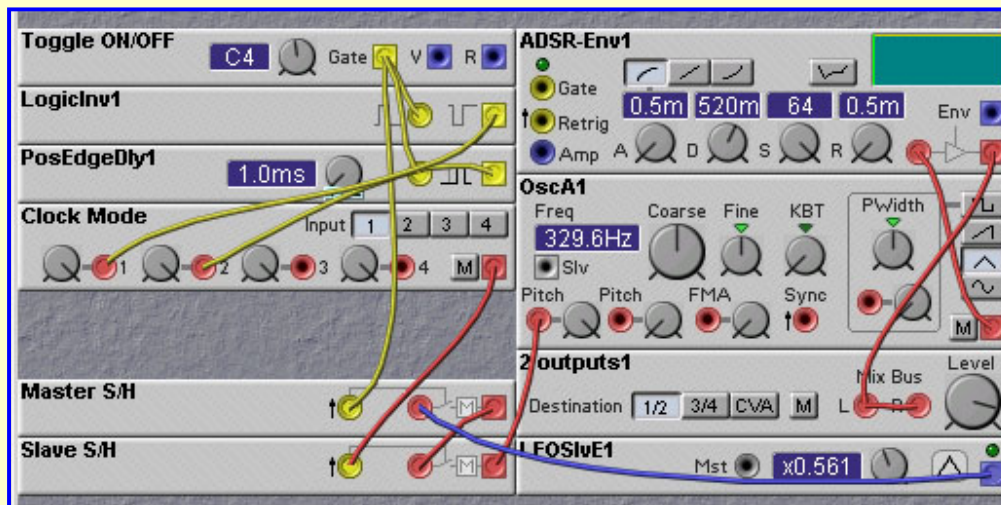 Toggle ON/OFF
C4 Gate V R
LogicInv1
PosEdgeDly1
1.0ms
Clock Mode
Input 1 2 3 4
1 2 3 4 M
Master S/H
M
Slave S/H
M
ADSR-Env1
Gate
0.5m 520m 64 0.5m Env
Retrig
Amp A D S R
OscA1
Freq Coarse Fine KBT PWidth
329.6Hz
Slv
Pitch Pitch FMA Sync
M
2 outputs1
Mix Bus Level
Destination 1/2 3/4 CVA M L R
LFOSlvE1
Mst x0.561